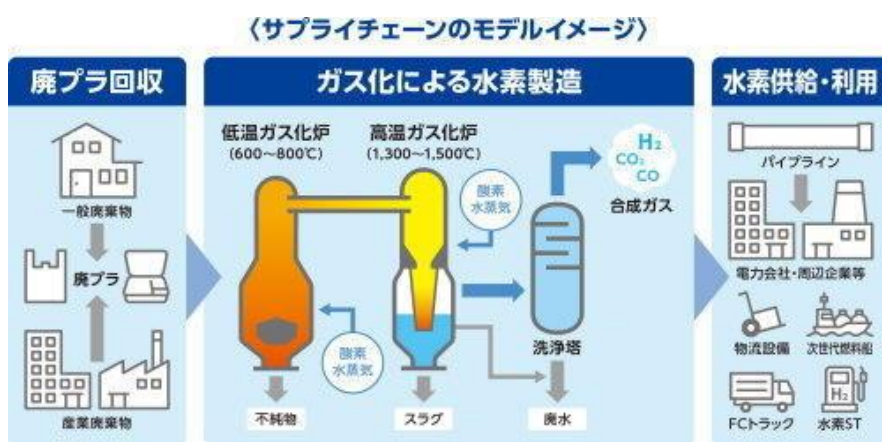 〈サプライチェーンのモデルイメージ〉
廃プラ回収
一般廃棄物
廃プラ
産業廃棄物
ガス化による水素製造
低温ガス化炉
(600〜800℃)
高温ガス化炉
(1,300〜1,500℃)
酸素
水蒸気
酸素
水蒸気
H₂
CO₂
CO
合成ガス
洗浄塔
不純物
スラグ
廃水
水素供給・利用
パイプライン
電力会社・周辺企業等
物流設備
次世代燃料船
FCトラック
H₂
水素ST